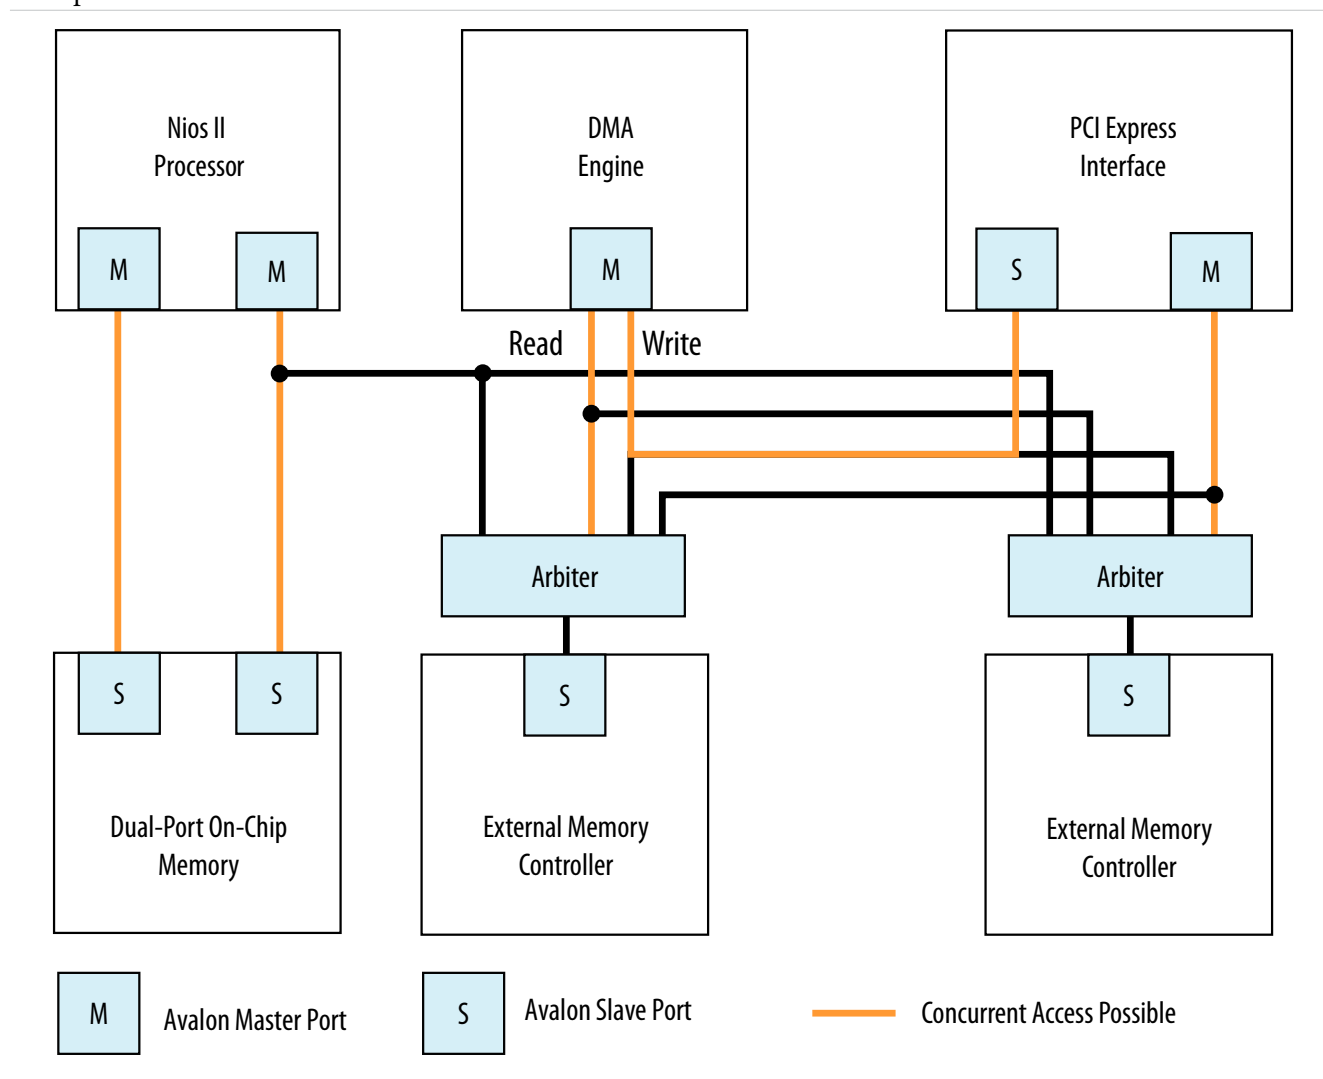 Nios II
Processor
DMA
Engine
PCI Express
Interface
M
M
M
S
M
Read
Write
Arbiter
Arbiter
S
S
S
S
Dual-Port On-Chip
Memory
External Memory
Controller
External Memory
Controller
M
Avalon Master Port
S
Avalon Slave Port
Concurrent Access Possible